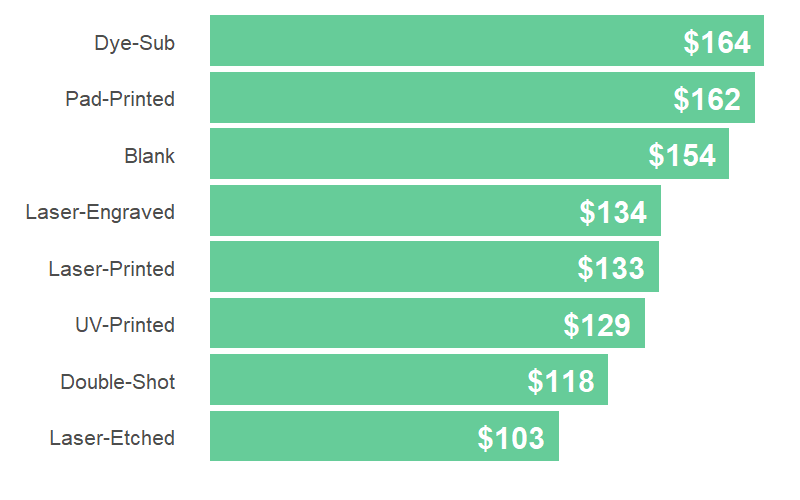 Dye-Sub $164
Pad-Printed $162
Blank $154
Laser-Engraved $134
Laser-Printed $133
UV-Printed $129
Double-Shot $118
Laser-Etched $103